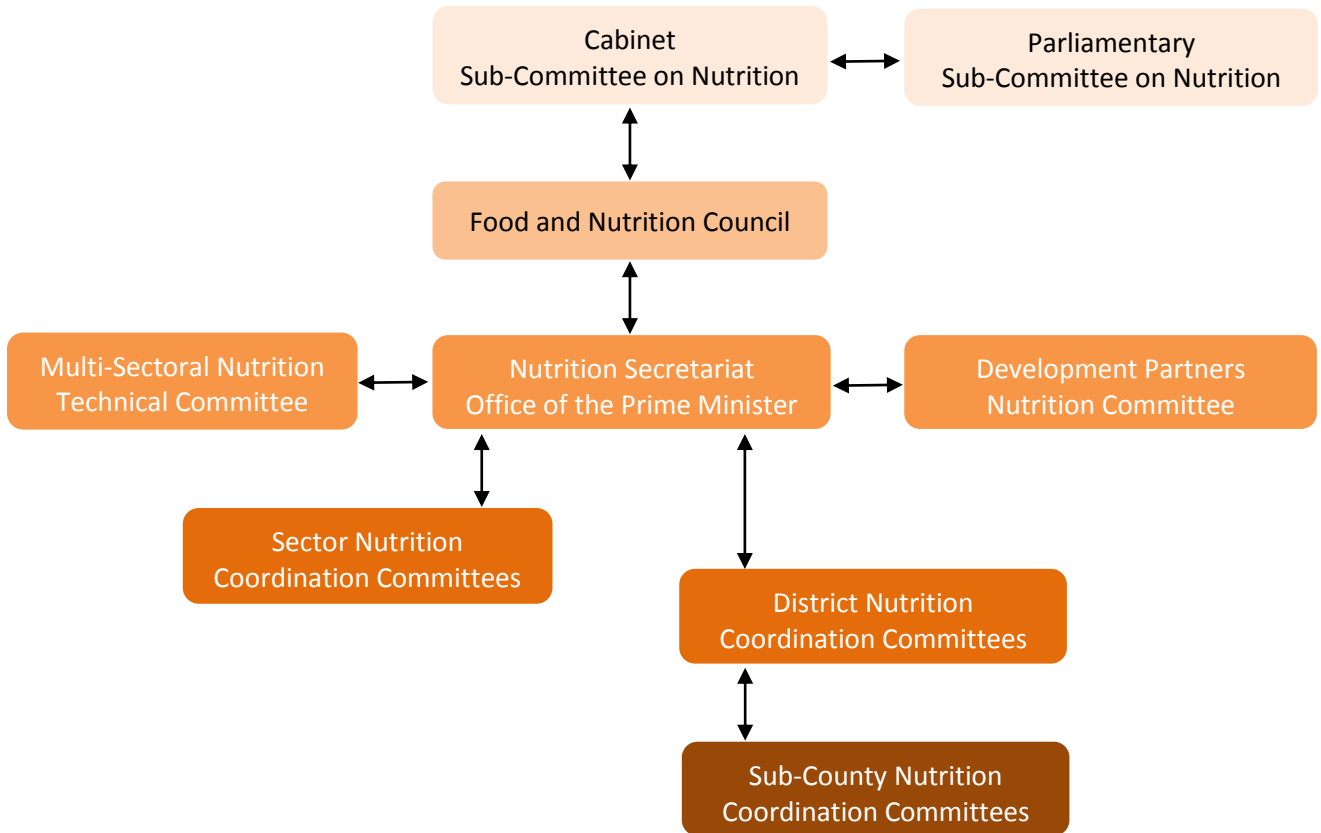 Cabinet
Sub-Committee on Nutrition
Parliamentary
Sub-Committee on Nutrition
Food and Nutrition Council
Multi-Sectoral Nutrition
Technical Committee
Nutrition Secretariat
Office of the Prime Minister
Development Partners
Nutrition Committee
Sector Nutrition
Coordination Committees
District Nutrition
Coordination Committees
Sub-County Nutrition
Coordination Committees